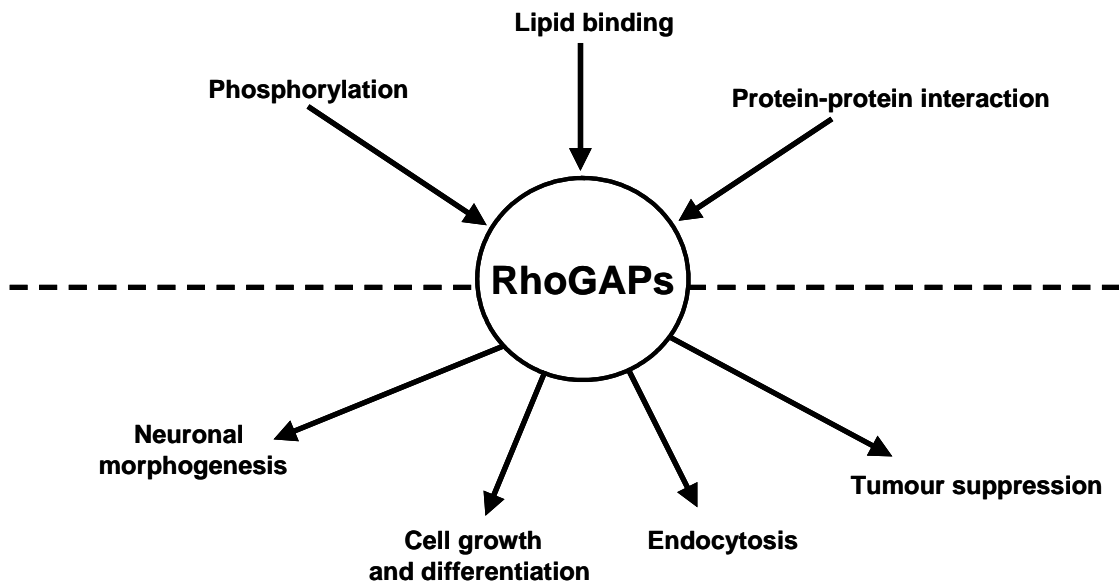 Lipid binding
Phosphorylation
Protein-protein interaction
RhoGAPs
Neuronal
morphogenesis
Cell growth
and differentiation
Endocytosis
Tumour suppression